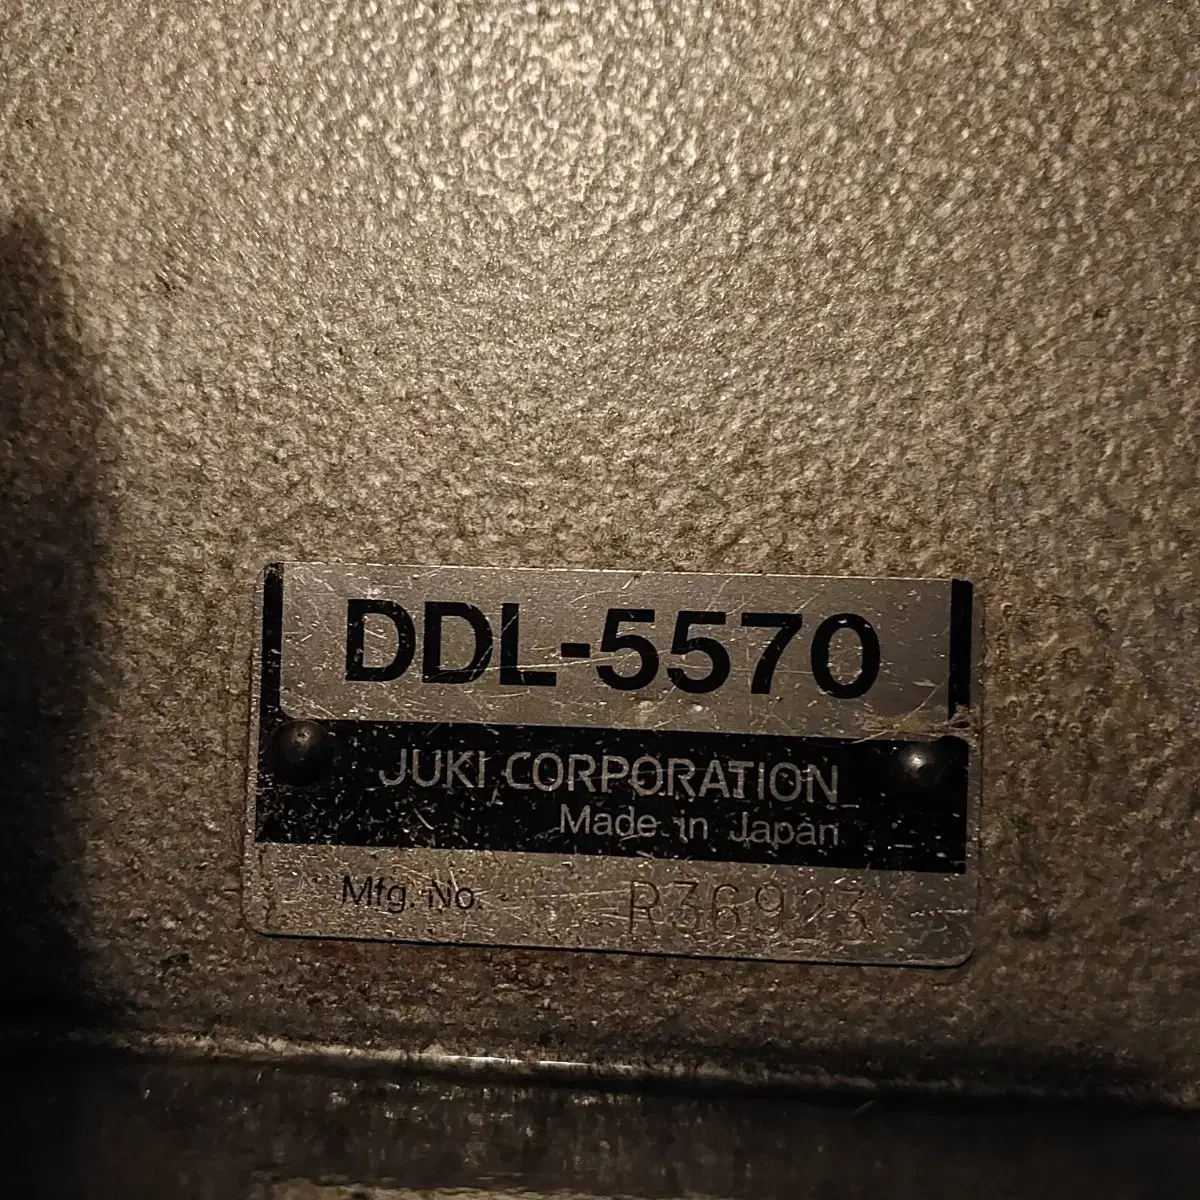 DDL-5570
JUKI CORPORATION
Made in Japan
Mfg. No. R36923